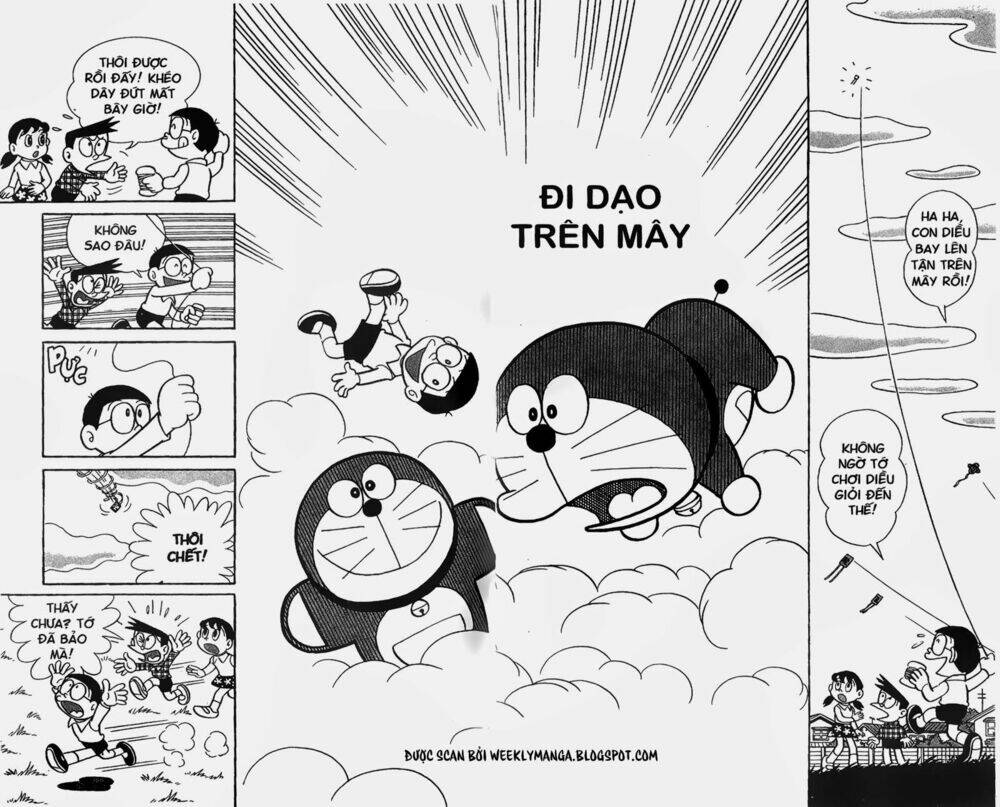 HA HA,
CON DIỀU
BAY LÊN
TẬN TRÊN
MÂY RỒI!
KHÔNG
NGỜ TỚ
CHƠI DIỀU
GIỎI ĐẾN
THẾ!
ĐI DẠO
TRÊN MÂY
THÔI ĐƯỢC
RỒI ĐẤY! KHÉO
DÂY ĐỨT MẤT
BÂY GIỜ!
KHÔNG
SAO ĐÂU!
PỰC
THÔI
CHẾT!
THẤY
CHƯA? TỚ
ĐÃ BẢO
MÀ!
ĐƯỢC SCAN BỞI WEEKLYMANGA.BLOGSPOT.COM